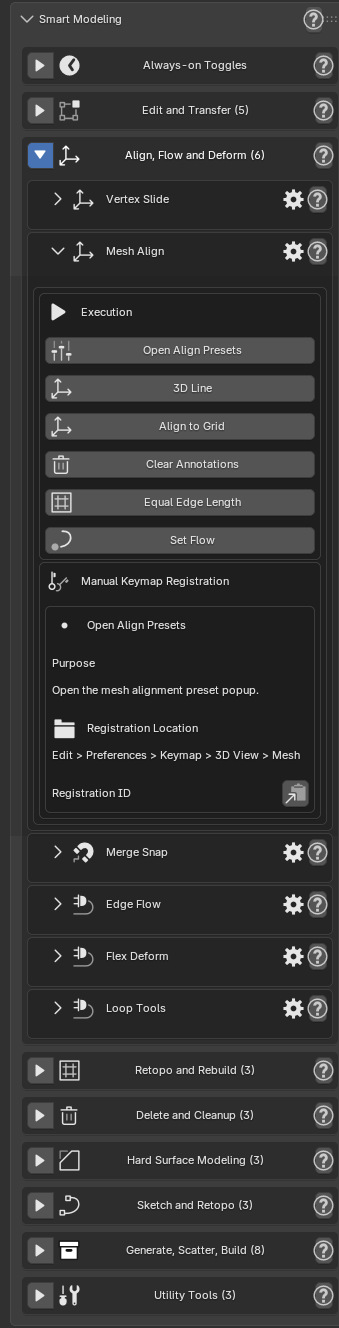 Smart Modeling
Always-on Toggles
Edit and Transfer (5)
Align, Flow and Deform (6)
Vertex Slide
Mesh Align
Execution
Open Align Presets
3D Line
Align to Grid
Clear Annotations
Equal Edge Length
Set Flow
Manual Keymap Registration
Open Align Presets
Purpose
Open the mesh alignment preset popup.
Registration Location
Edit > Preferences > Keymap > 3D View > Mesh
Registration ID
Merge Snap
Edge Flow
Flex Deform
Loop Tools
Retopo and Rebuild (3)
Delete and Cleanup (3)
Hard Surface Modeling (3)
Sketch and Retopo (3)
Generate, Scatter, Build (8)
Utility Tools (3)